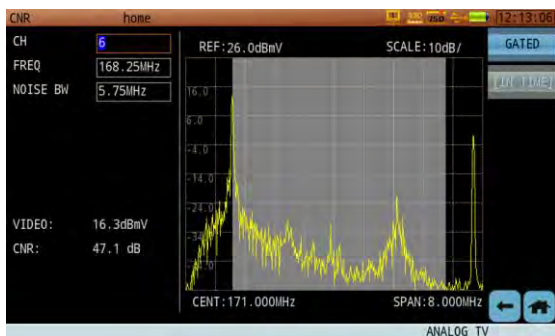 CNR home 75Ω 12:13:06
CH 6
FREQ 168.25MHz
NOISE BW 5.75MHz
REF:26.0dBmV SCALE:10dB/
GATED
16.0
6.0
-4.0
-14.0
-24.0
VIDEO: 16.3dBmV
CNR: 47.1 dB
CENT:171.000MHz SPAN:8.000MHz
ANALOG TV